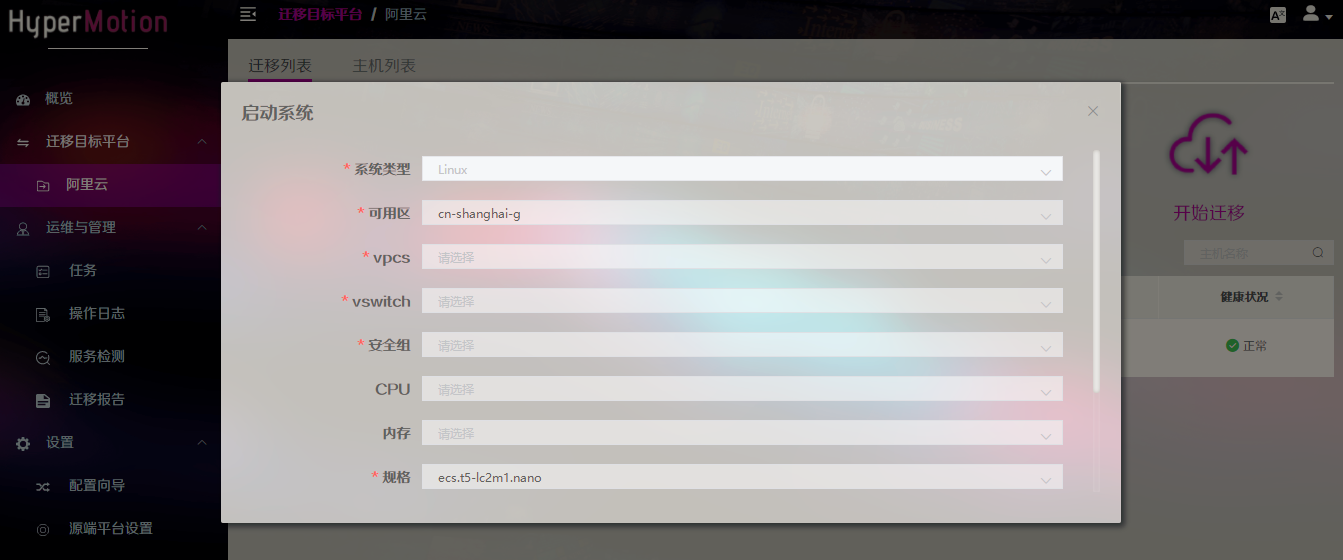 HyperMotion
迁移目标平台 / 阿里云
迁移列表 主机列表
概览
迁移目标平台
阿里云
运维与管理
任务
操作日志
服务检测
迁移报告
设置
配置向导
源端平台设置
启动系统
* 系统类型 Linux
* 可用区 cn-shanghai-g
* vpcs 请选择
* vswitch 请选择
* 安全组 请选择
CPU 请选择
内存 请选择
* 规格 ecs.t5-lc2m1.nano
开始迁移
主机名称
健康状况
正常